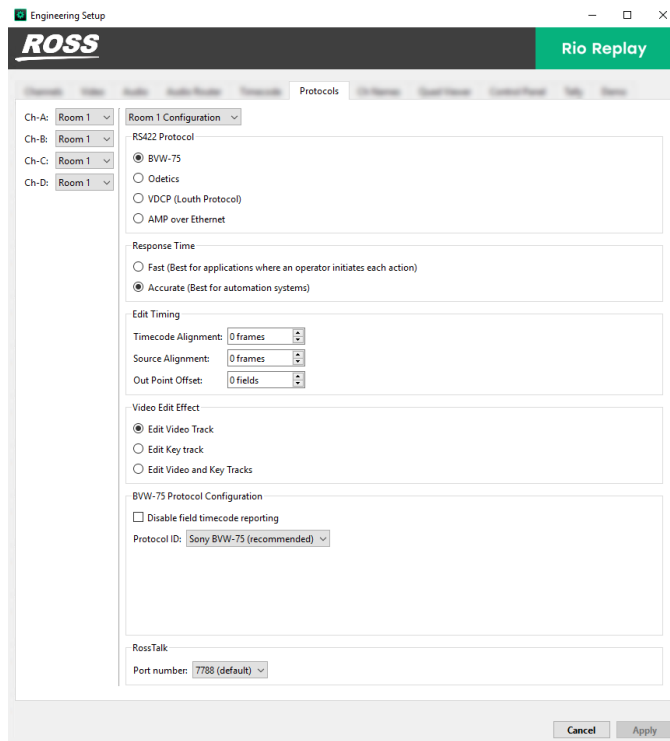 Engineering Setup
ROSS
Rio Replay
Protocols
Ch-A: Room 1
Ch-B: Room 1
Ch-C: Room 1
Ch-D: Room 1
Room 1 Configuration
RS422 Protocol
BVW-75
Odetics
VDCP (Louth Protocol)
AMP over Ethernet
Response Time
Fast (Best for applications where an operator initiates each action)
Accurate (Best for automation systems)
Edit Timing
Timecode Alignment: 0 frames
Source Alignment: 0 frames
Out Point Offset: 0 fields
Video Edit Effect
Edit Video Track
Edit Key track
Edit Video and Key Tracks
BVW-75 Protocol Configuration
Disable field timecode reporting
Protocol ID: Sony BVW-75 (recommended)
RossTalk
Port number: 7788 (default)
Cancel Apply